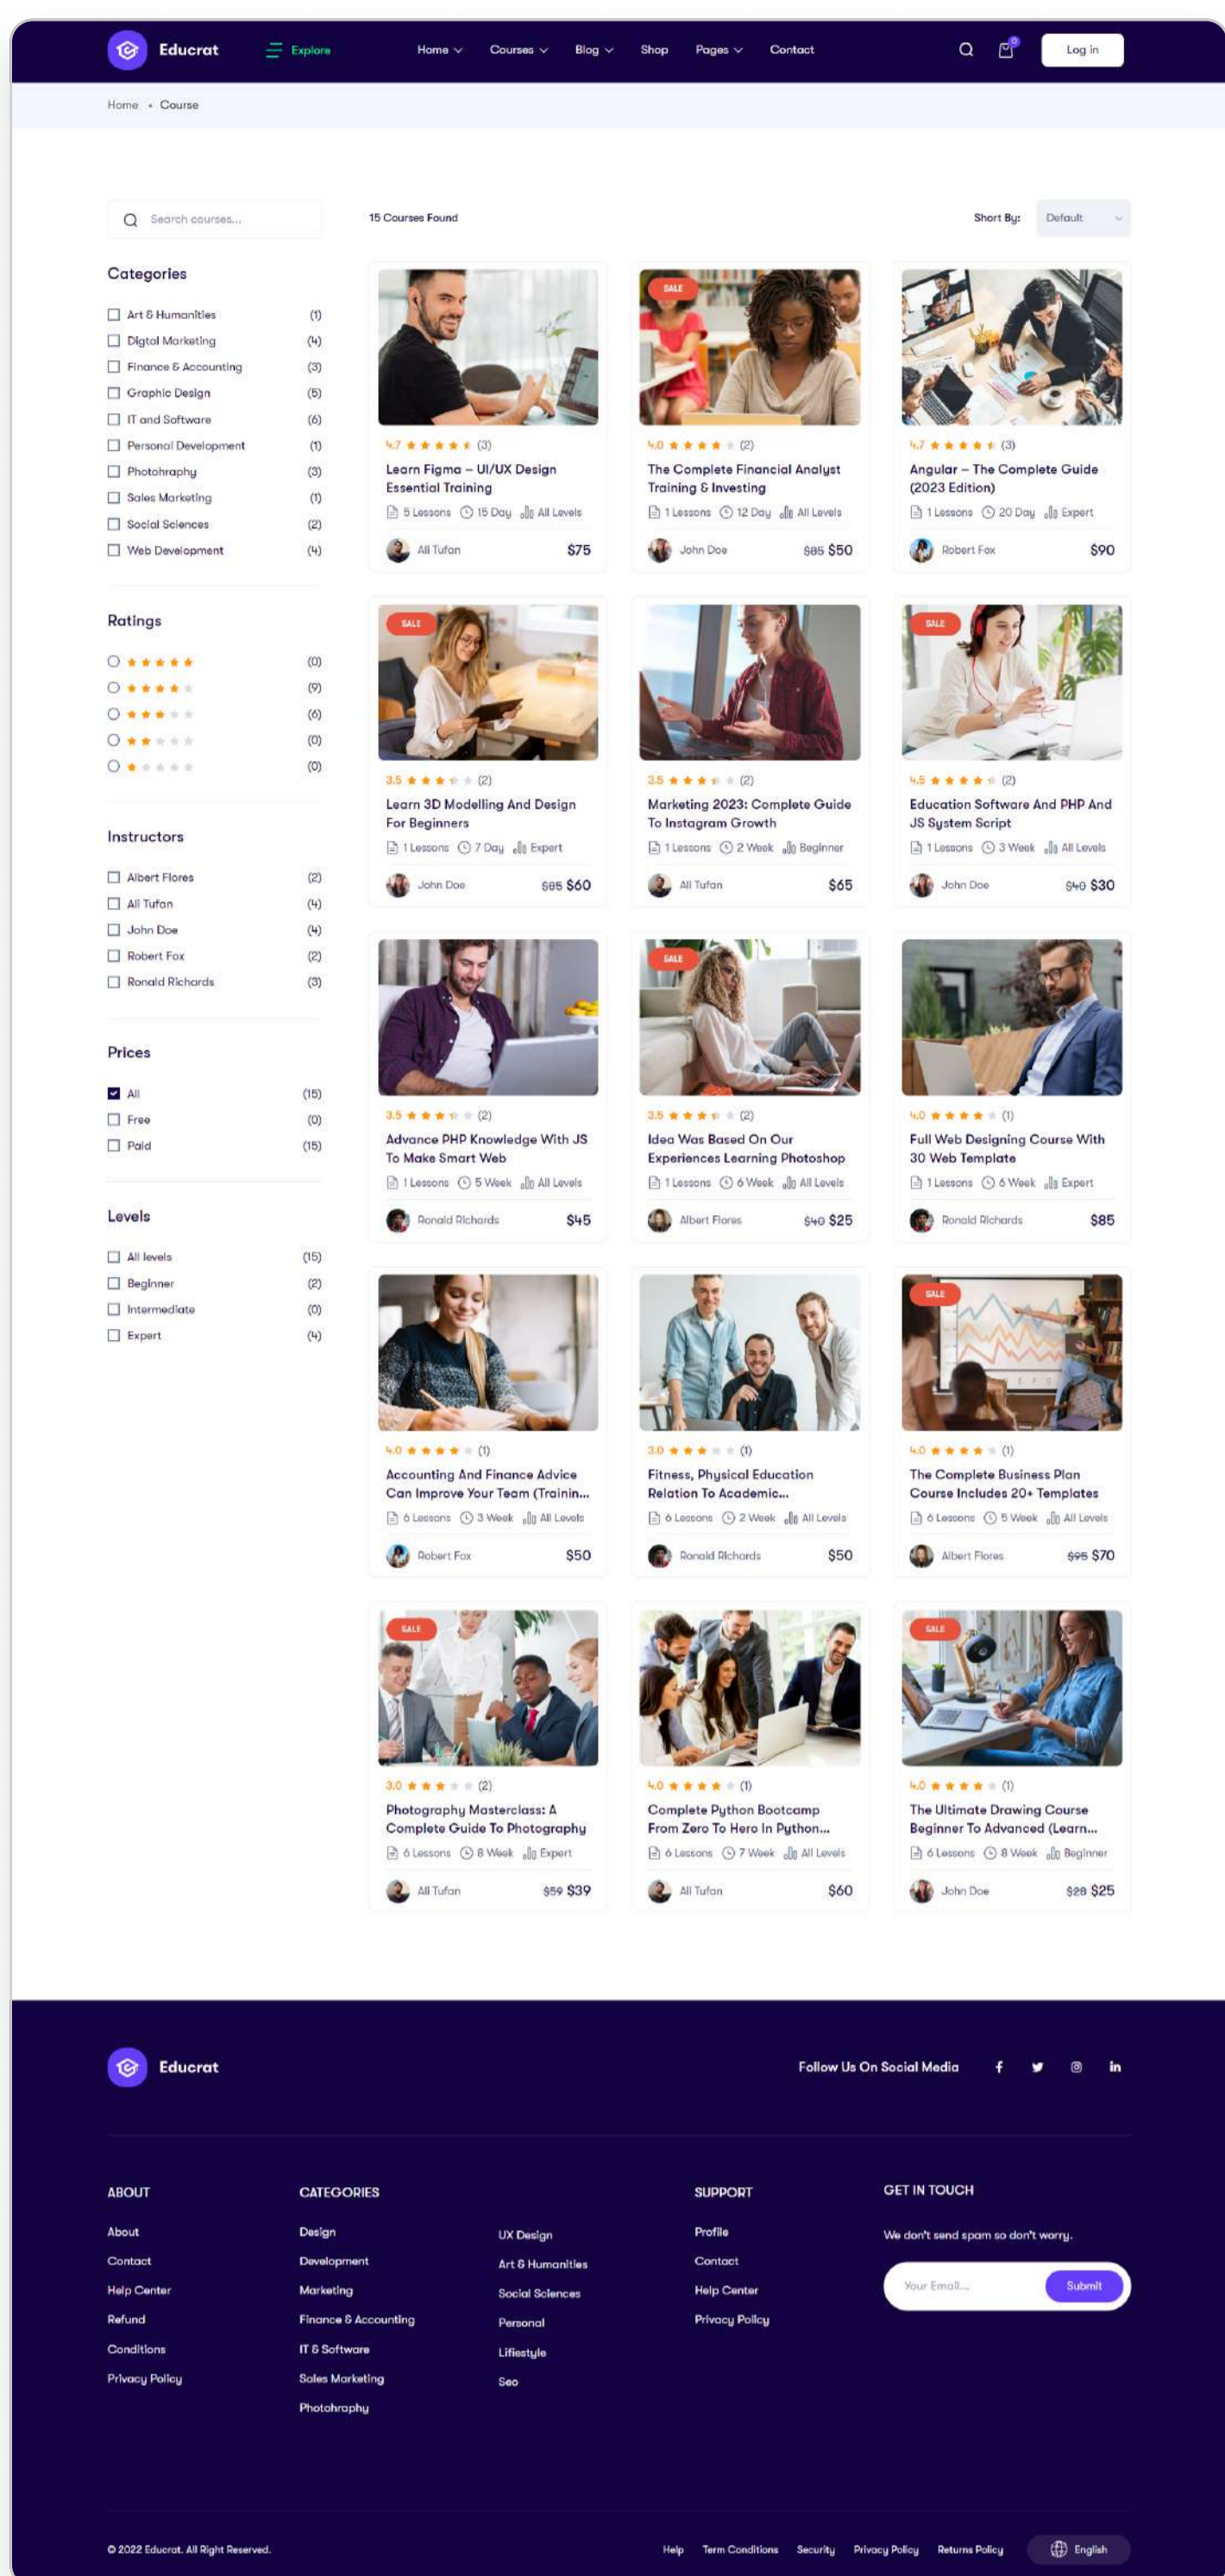 Educrat Explore Home Courses Blog Shop Pages Contact 0 Log in
Home • Course
Search courses...
15 Courses Found
Short By: Default
Categories
Art & Humanities (1)
Digtal Marketing (4)
Finance & Accounting (3)
Graphic Design (5)
IT and Software (6)
Personal Development (1)
Photohraphy (3)
Sales Marketing (1)
Social Sciences (2)
Web Development (4)
Ratings
(0)
(9)
(6)
(0)
(0)
Instructors
Albert Flores (2)
Ali Tufan (4)
John Doe (4)
Robert Fox (2)
Ronald Richards (3)
Prices
All (15)
Free (0)
Paid (15)
Levels
All levels (15)
Beginner (2)
Intermediate (0)
Expert (4)
4.7 (3)
Learn Figma – UI/UX Design
Essential Training
5 Lessons 15 Day All Levels
Ali Tufan $75
SALE
4.0 (2)
The Complete Financial Analyst
Training & Investing
1 Lessons 12 Day All Levels
John Doe $85 $50
4.7 (3)
Angular – The Complete Guide
(2023 Edition)
1 Lessons 20 Day Expert
Robert Fox $90
SALE
3.5 (2)
Learn 3D Modelling And Design
For Beginners
1 Lessons 7 Day Expert
John Doe $85 $60
3.5 (2)
Marketing 2023: Complete Guide
To Instagram Growth
1 Lessons 2 Week Beginner
Ali Tufan $65
SALE
4.5 (2)
Education Software And PHP And
JS System Script
1 Lessons 3 Week All Levels
John Doe $40 $30
3.5 (2)
Advance PHP Knowledge With JS
To Make Smart Web
1 Lessons 5 Week All Levels
Ronald Richards $45
SALE
3.5 (2)
Idea Was Based On Our
Experiences Learning Photoshop
1 Lessons 6 Week All Levels
Albert Flores $40 $25
4.0 (1)
Full Web Designing Course With
30 Web Template
1 Lessons 6 Week Expert
Ronald Richards $85
4.0 (1)
Accounting And Finance Advice
Can Improve Your Team (Trainin...
6 Lessons 3 Week All Levels
Robert Fox $50
3.0 (1)
Fitness, Physical Education
Relation To Academic...
6 Lessons 2 Week All Levels
Ronald Richards $50
SALE
4.0 (1)
The Complete Business Plan
Course Includes 20+ Templates
6 Lessons 5 Week All Levels
Albert Flores $95 $70
SALE
3.0 (2)
Photography Masterclass: A
Complete Guide To Photography
6 Lessons 8 Week Expert
Ali Tufan $59 $39
4.0 (1)
Complete Python Bootcamp
From Zero To Hero In Python...
6 Lessons 7 Week All Levels
Ali Tufan $60
SALE
4.0 (1)
The Ultimate Drawing Course
Beginner To Advanced (Learn...
6 Lessons 8 Week Beginner
John Doe $28 $25
Educrat
Follow Us On Social Media
ABOUT
About
Contact
Help Center
Refund
Conditions
Privacy Policy
CATEGORIES
Design
Development
Marketing
Finance & Accounting
IT & Software
Sales Marketing
Photohraphy
UX Design
Art & Humanities
Social Sciences
Personal
Lifiestyle
Seo
SUPPORT
Profile
Contact
Help Center
Privacy Policy
GET IN TOUCH
We don't send spam so don't worry.
Your Email... Submit
© 2022 Educrat. All Right Reserved.
Help Term Conditions Security Privacy Policy Returns Policy English